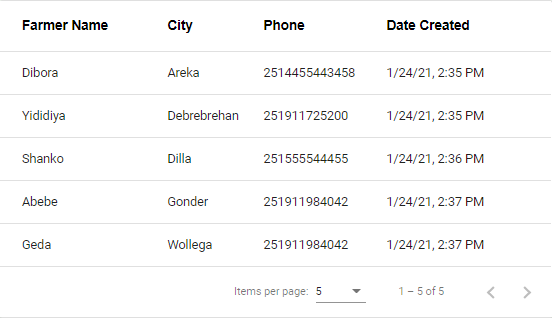 Farmer Name City Phone Date Created
Dibora Areka 2514455443458 1/24/21, 2:35 PM
Yididiya Debrebrehan 251911725200 1/24/21, 2:35 PM
Shanko Dilla 251555544455 1/24/21, 2:36 PM
Abebe Gonder 251911984042 1/24/21, 2:37 PM
Geda Wollega 251911984042 1/24/21, 2:37 PM
Items per page: 5 1 – 5 of 5